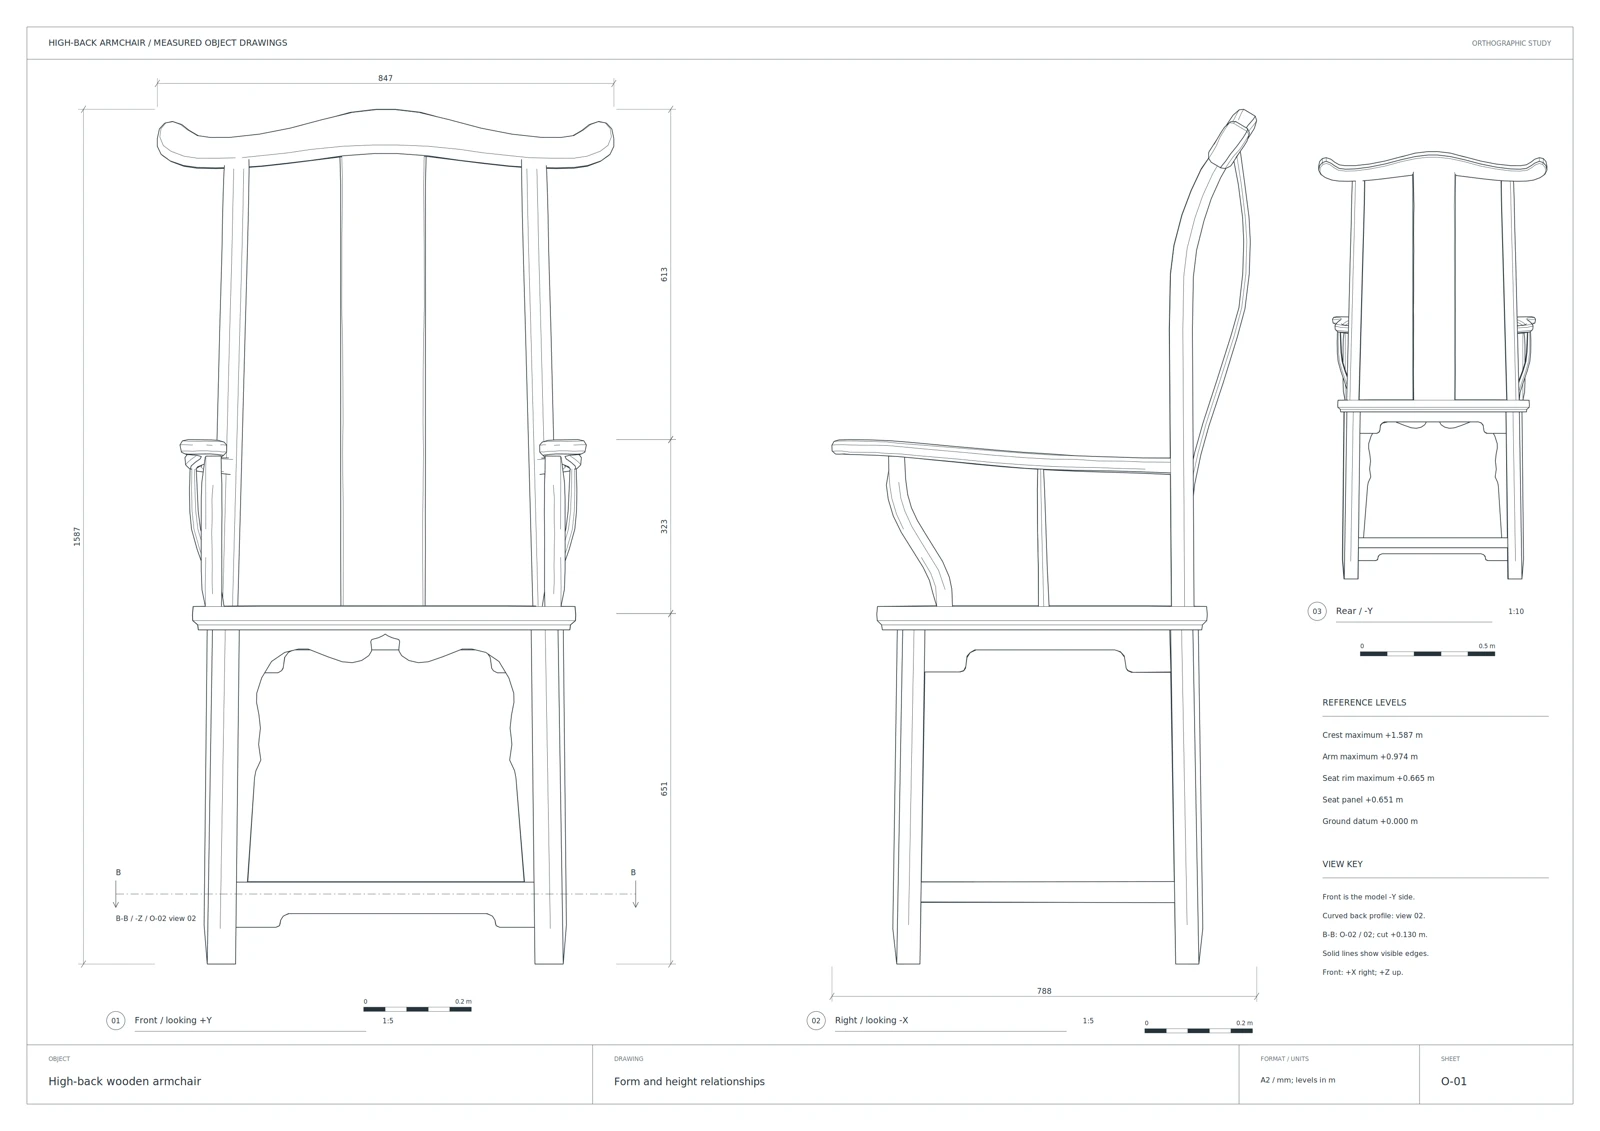 HIGH-BACK ARMCHAIR / MEASURED OBJECT DRAWINGS
ORTHOGRAPHIC STUDY
847
613
323
1587
651
B
B
B-B / -Z / O-02 view 02
0
0.2 m
01
Front / looking +Y
1:5
788
02
Right / looking -X
1:5
0
0.2 m
03
Rear / -Y
1:10
0
0.5 m
REFERENCE LEVELS
Crest maximum +1.587 m
Arm maximum +0.974 m
Seat rim maximum +0.665 m
Seat panel +0.651 m
Ground datum +0.000 m
VIEW KEY
Front is the model -Y side.
Curved back profile: view 02.
B-B: O-02 / 02; cut +0.130 m.
Solid lines show visible edges.
Front: +X right; +Z up.
OBJECT
High-back wooden armchair
DRAWING
Form and height relationships
FORMAT / UNITS
A2 / mm; levels in m
SHEET
O-01